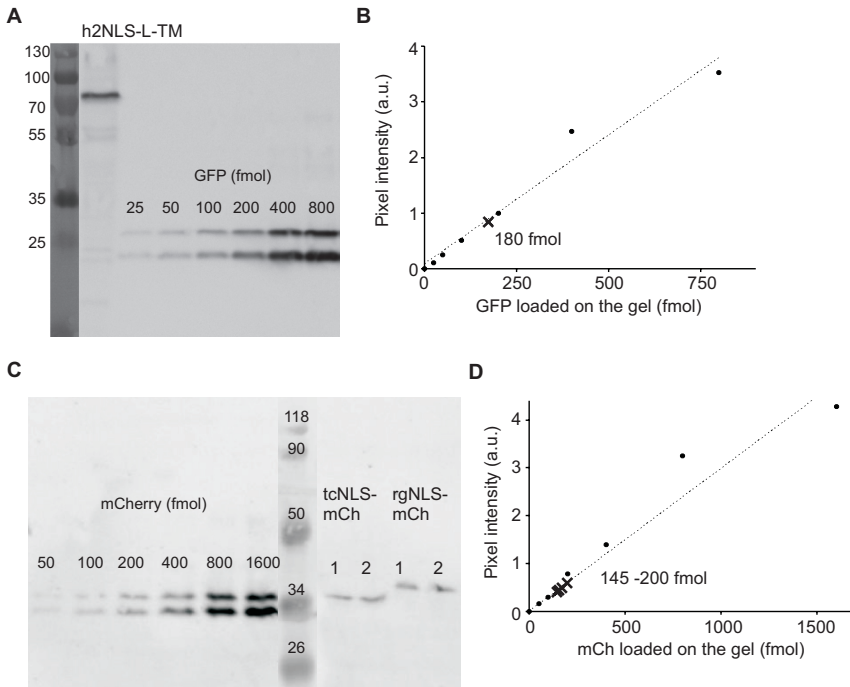 A
h2NLS-L-TM
130
100
70
55
35
25
GFP (fmol)
25 50 100 200 400 800
B
Pixel intensity (a.u.)
4
3
2
1
0
0 250 500 750
180 fmol
GFP loaded on the gel (fmol)
C
mCherry (fmol)
50 100 200 400 800 1600
118
90
50
34
26
tcNLS-
mCh
rgNLS-
mCh
1 2 1 2
D
Pixel intensity (a.u.)
4
3
2
1
0
0 500 1000 1500
145 -200 fmol
mCh loaded on the gel (fmol)